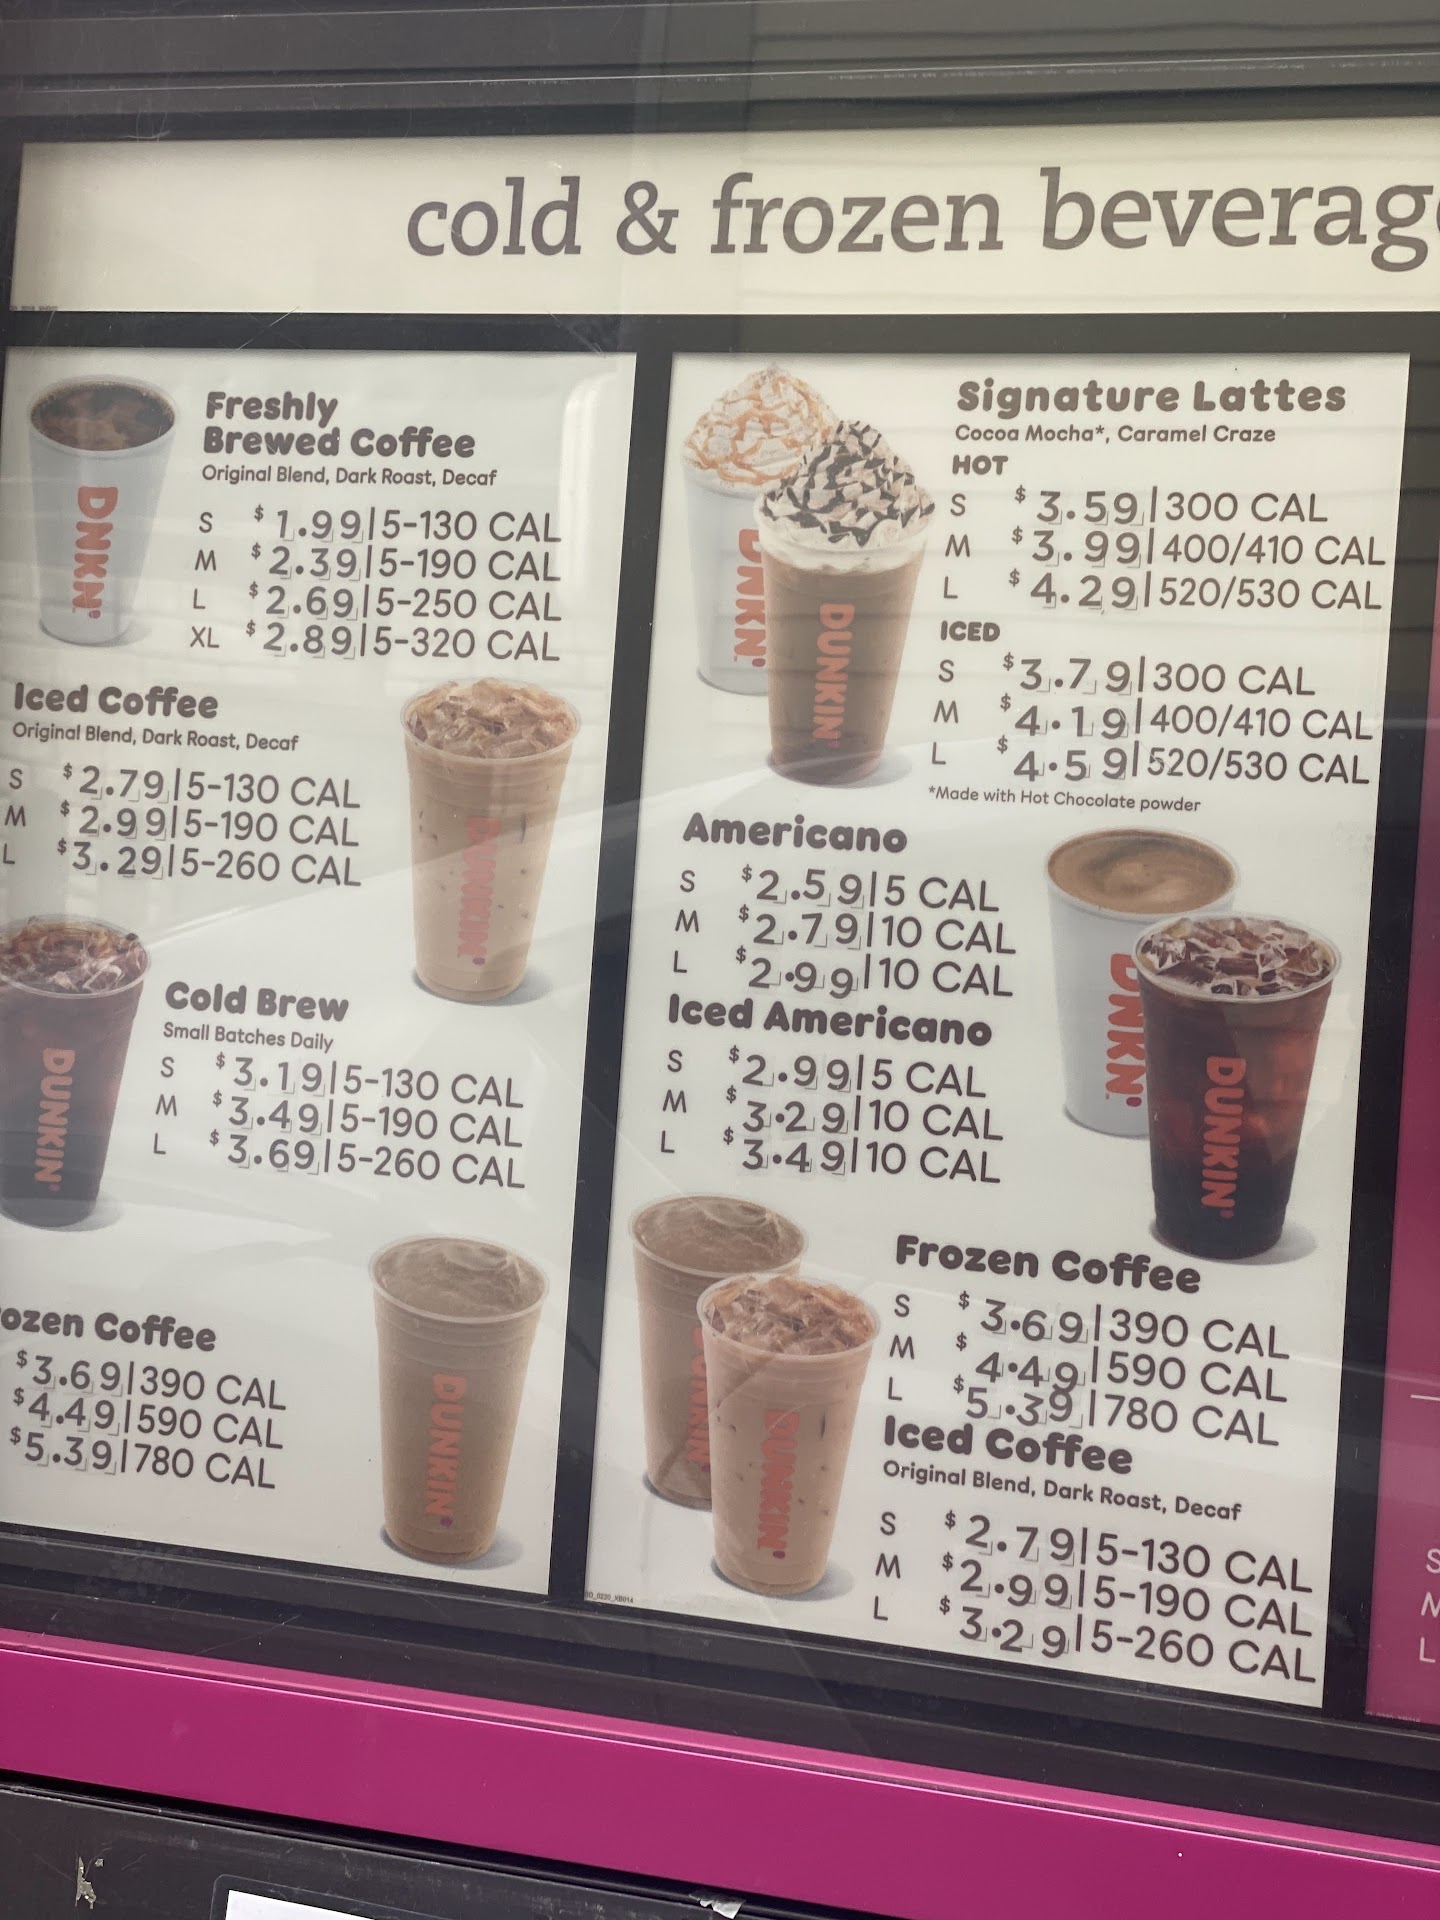 cold & frozen beverag
Freshly
Brewed Coffee
Original Blend, Dark Roast, Decaf
S $1.99|5-130 CAL
M $2.39|5-190 CAL
L $2.69|5-250 CAL
XL $2.89|5-320 CAL
DNKN'
Iced Coffee
Original Blend, Dark Roast, Decaf
S $2.79|5-130 CAL
M $2.99|5-190 CAL
L $3.29|5-260 CAL
DUNKIN'
Cold Brew
Small Batches Daily
S $3.19|5-130 CAL
M $3.49|5-190 CAL
L $3.69|5-260 CAL
DUNKIN'
ozen Coffee
$3.69|390 CAL
$4.49|590 CAL
$5.39|780 CAL
DUNKIN'
Signature Lattes
Cocoa Mocha*, Caramel Craze
HOT
S $3.59|300 CAL
M $3.99|400/410 CAL
L $4.29|520/530 CAL
ICED
S $3.79|300 CAL
M $4.19|400/410 CAL
L $4.59|520/530 CAL
*Made with Hot Chocolate powder
DNKN'
DUNKIN'
Americano
S $2.59|5 CAL
M $2.79|10 CAL
L $2.99|10 CAL
Iced Americano
S $2.99|5 CAL
M $3.29|10 CAL
L $3.49|10 CAL
DNKN'
DUNKIN'
Frozen Coffee
S $3.69|390 CAL
M $4.49|590 CAL
L $5.39|780 CAL
Iced Coffee
Original Blend, Dark Roast, Decaf
S $2.79|5-130 CAL
M $2.99|5-190 CAL
L $3.29|5-260 CAL
DUNKIN'
DUNKIN'
S
M
L